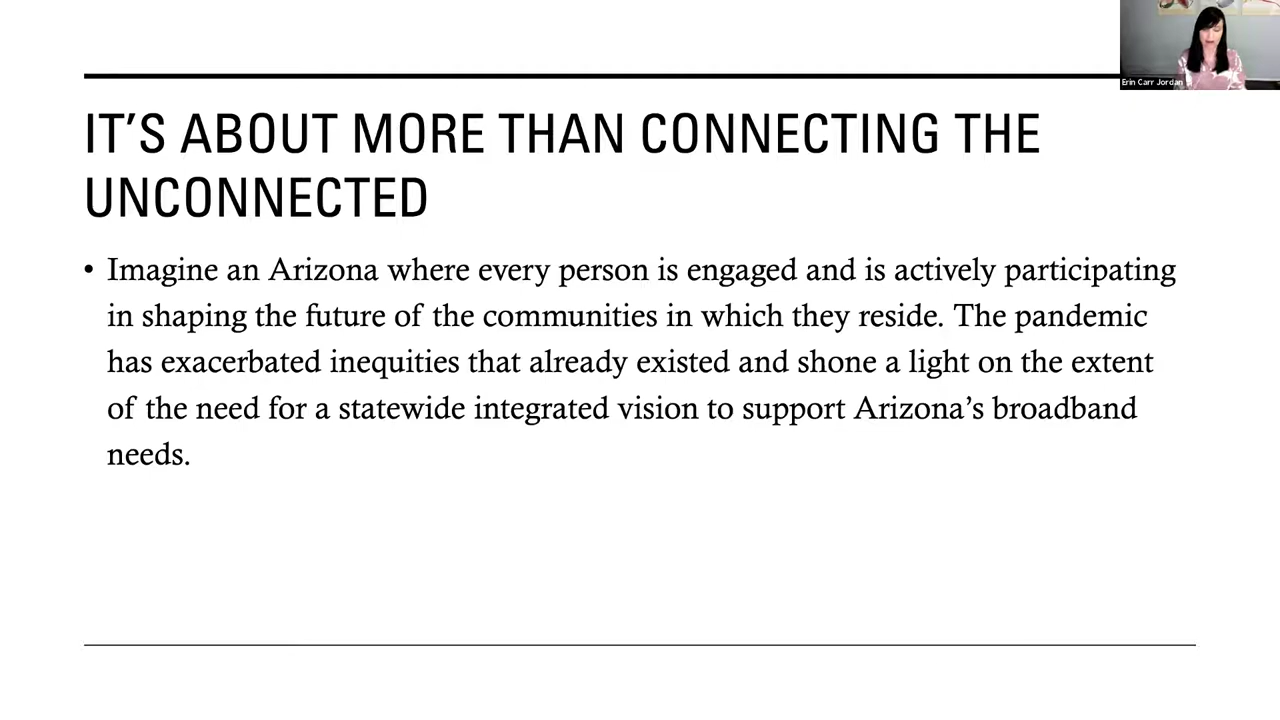 Erin Carr Jordan
IT’S ABOUT MORE THAN CONNECTING THE
UNCONNECTED
• Imagine an Arizona where every person is engaged and is actively participating
in shaping the future of the communities in which they reside. The pandemic
has exacerbated inequities that already existed and shone a light on the extent
of the need for a statewide integrated vision to support Arizona’s broadband
needs.